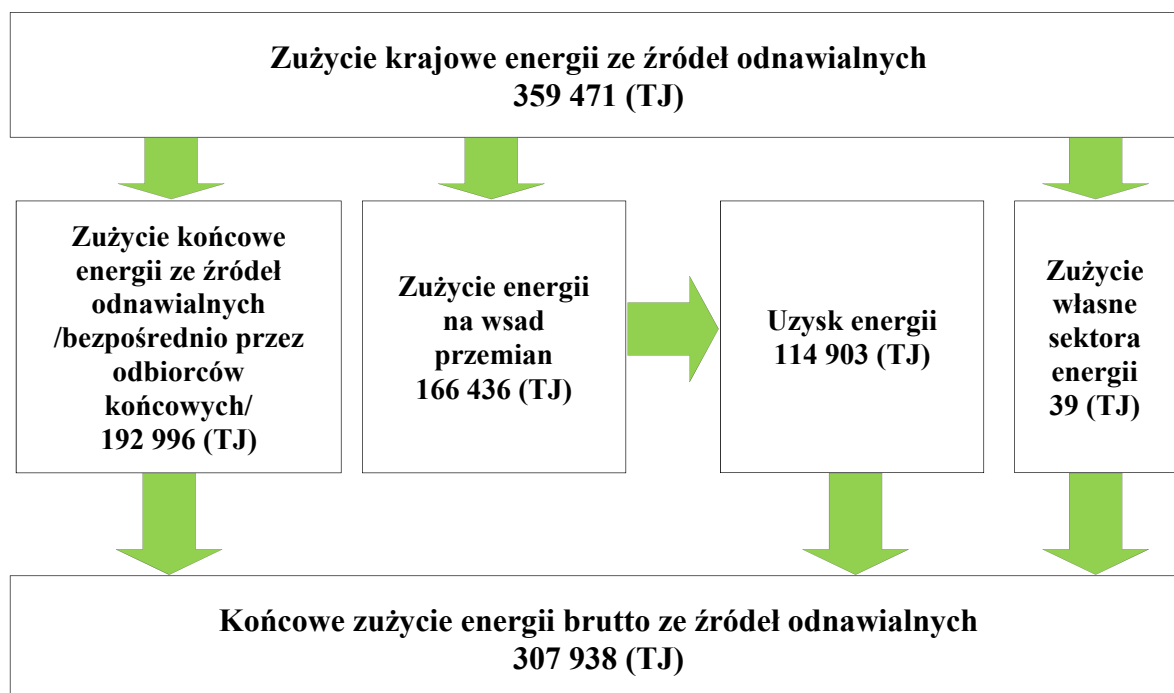 Zużycie krajowe energii ze źródeł odnawialnych
359 471 (TJ)
Zużycie końcowe
energii ze źródeł
odnawialnych
/bezpośrednio przez
odbiorców
końcowych/
192 996 (TJ)
Zużycie energii
na wsad
przemian
166 436 (TJ)
Uzysk energii
114 903 (TJ)
Zużycie
własne
sektora
energii
39 (TJ)
Końcowe zużycie energii brutto ze źródeł odnawialnych
307 938 (TJ)